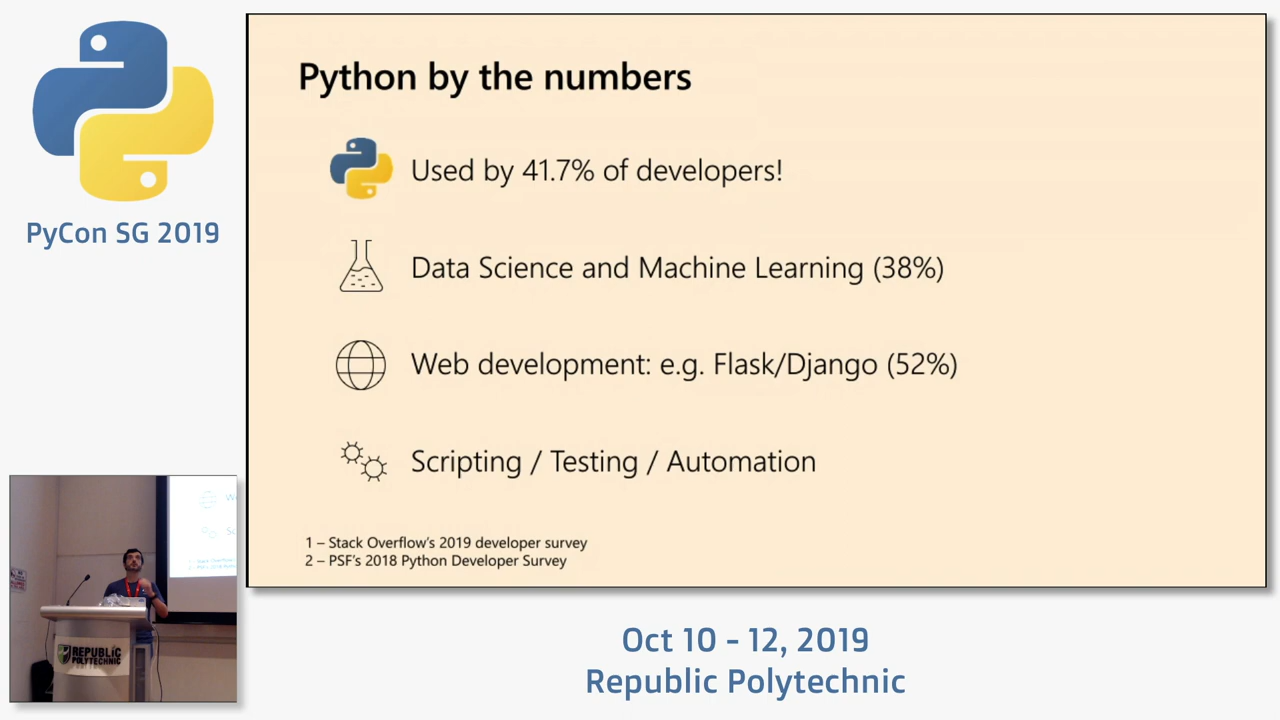 PyCon SG 2019
Python by the numbers
Used by 41.7% of developers!
Data Science and Machine Learning (38%)
Web development: e.g. Flask/Django (52%)
Scripting / Testing / Automation
1 – Stack Overflow's 2019 developer survey
2 – PSF's 2018 Python Developer Survey
REPUBLIC
POLYTECHNIC
Oct 10 - 12, 2019
Republic Polytechnic